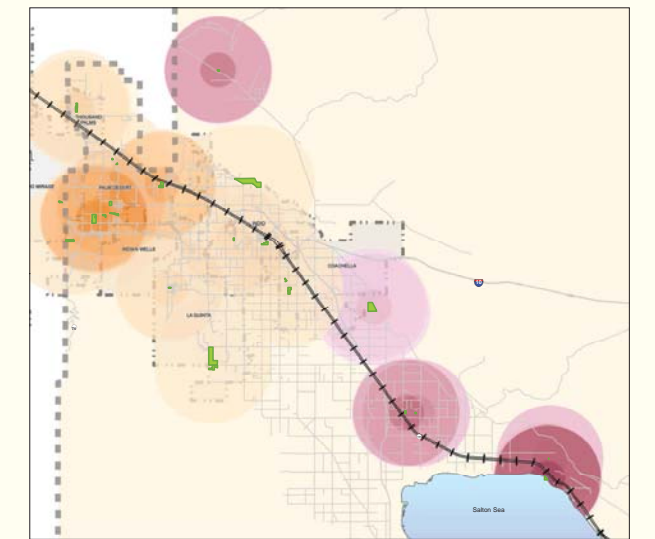 THOUSAND
PALMS
PALM DESERT
INDIAN WELLS
INDIO
COACHELLA
10
LA QUINTA
Salton Sea